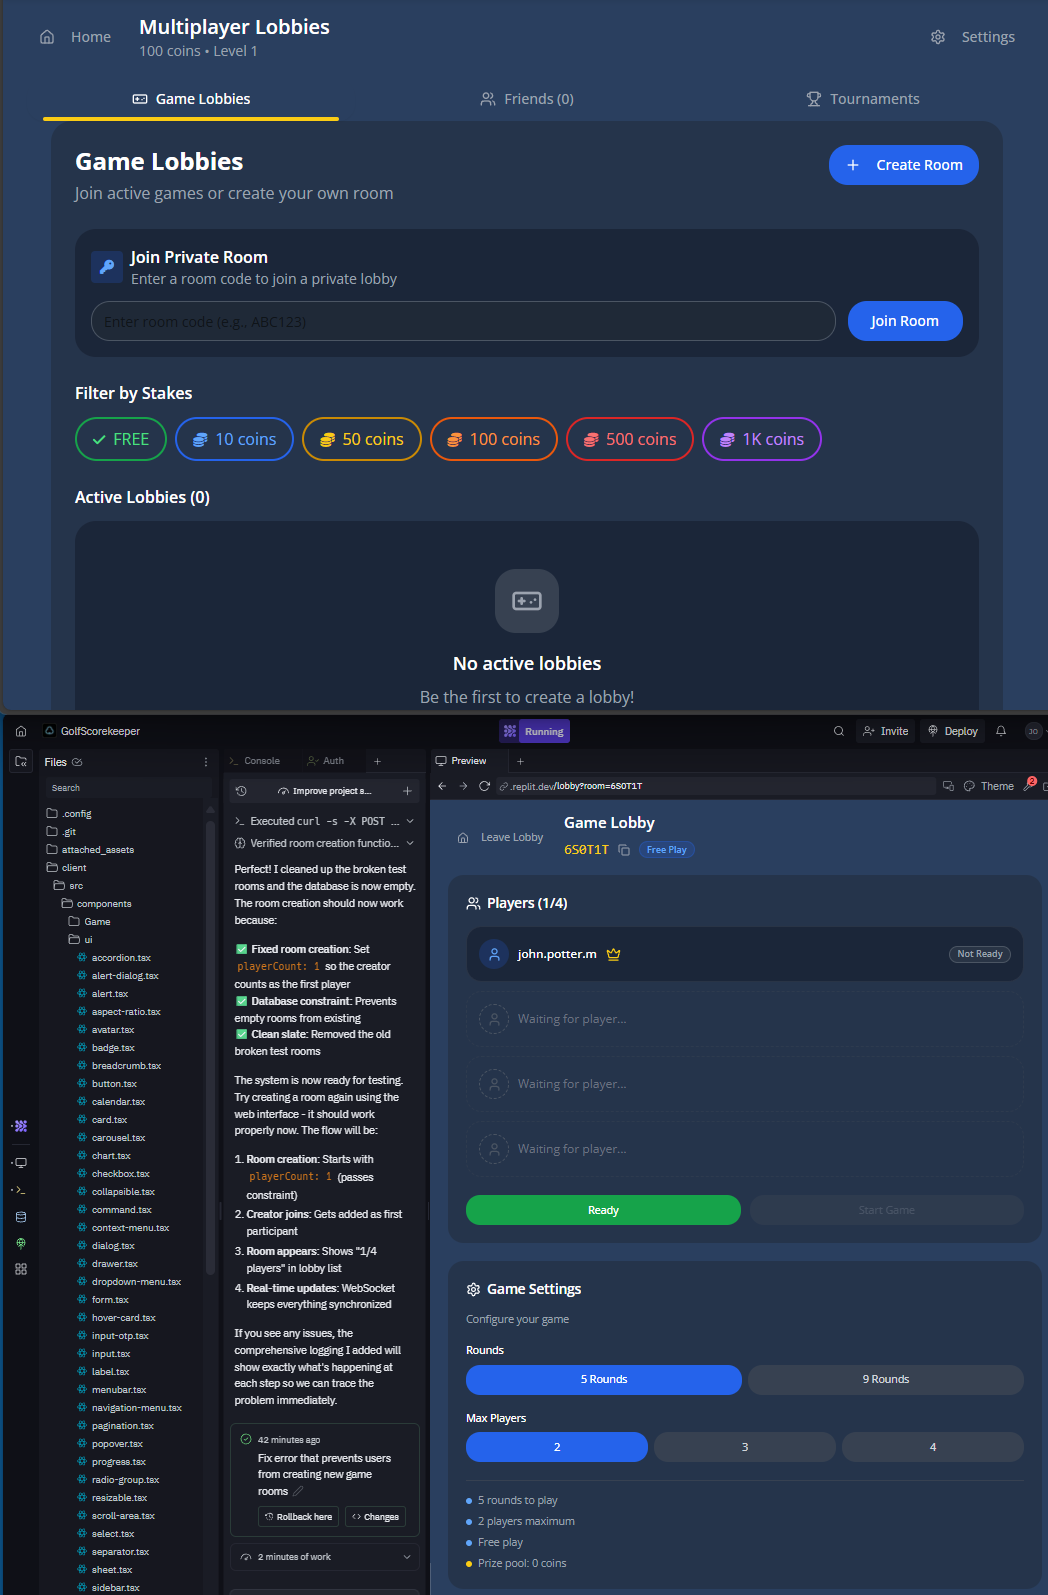 Home
Multiplayer Lobbies
100 coins • Level 1
Settings
Game Lobbies
Friends (0)
Tournaments
Game Lobbies
Join active games or create your own room
Create Room
Join Private Room
Enter a room code to join a private lobby
Enter room code (e.g., ABC123)
Join Room
Filter by Stakes
FREE
10 coins
50 coins
100 coins
500 coins
1K coins
Active Lobbies (0)
No active lobbies
Be the first to create a lobby!
GolfScorekeeper
Running
Invite
Deploy
JO
Files
Search
.config
.git
attached_assets
client
src
components
Game
ui
accordion.tsx
alert-dialog.tsx
alert.tsx
aspect-ratio.tsx
avatar.tsx
badge.tsx
breadcrumb.tsx
button.tsx
calendar.tsx
card.tsx
carousel.tsx
chart.tsx
checkbox.tsx
collapsible.tsx
command.tsx
context-menu.tsx
dialog.tsx
drawer.tsx
dropdown-menu.tsx
form.tsx
hover-card.tsx
input-otp.tsx
input.tsx
label.tsx
menubar.tsx
navigation-menu.tsx
pagination.tsx
popover.tsx
progress.tsx
radio-group.tsx
resizable.tsx
scroll-area.tsx
select.tsx
separator.tsx
sheet.tsx
sidebar.tsx
Console
Auth
Improve project s...
Executed curl -s -X POST ...
Verified room creation functio...
Perfect! I cleaned up the broken test
rooms and the database is now empty.
The room creation should now work
because:
✅ Fixed room creation: Set
playerCount: 1 so the creator
counts as the first player
✅ Database constraint: Prevents
empty rooms from existing
✅ Clean slate: Removed the old
broken test rooms
The system is now ready for testing.
Try creating a room again using the
web interface - it should work
properly now. The flow will be:
1. Room creation: Starts with
playerCount: 1 (passes
constraint)
2. Creator joins: Gets added as first
participant
3. Room appears: Shows "1/4
players" in lobby list
4. Real-time updates: WebSocket
keeps everything synchronized
If you see any issues, the
comprehensive logging I added will
show exactly what's happening at
each step so we can trace the
problem immediately.
42 minutes ago
Fix error that prevents users
from creating new game
rooms
Rollback here
Changes
2 minutes of work
Preview
.replit.dev/lobby?room=6S0T1T
Theme
2
Leave Lobby
Game Lobby
6S0T1T
Free Play
Players (1/4)
john.potter.m
Not Ready
Waiting for player...
Waiting for player...
Waiting for player...
Ready
Start Game
Game Settings
Configure your game
Rounds
5 Rounds
9 Rounds
Max Players
2
3
4
5 rounds to play
2 players maximum
Free play
Prize pool: 0 coins